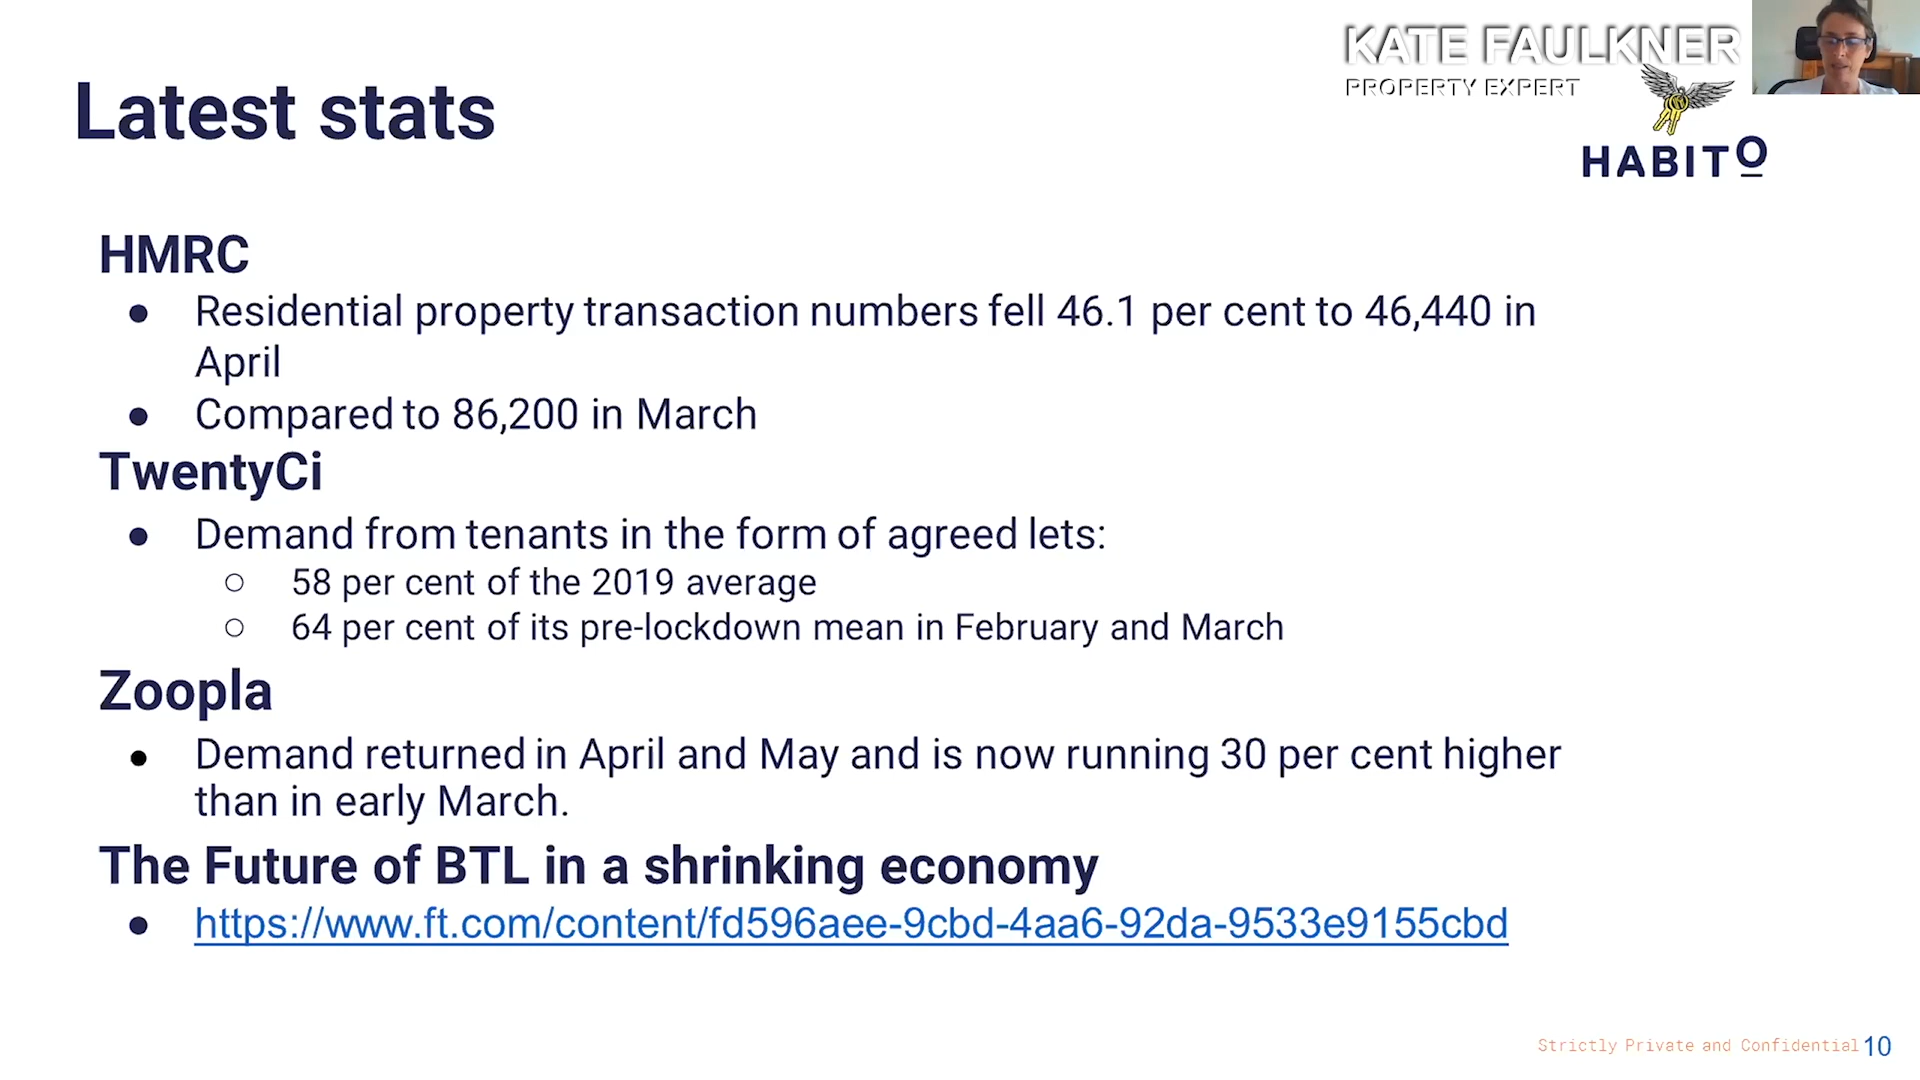 KATE FAULKNER
PROPERTY EXPERT
HABITO
Latest stats
HMRC
● Residential property transaction numbers fell 46.1 per cent to 46,440 in
April
● Compared to 86,200 in March
TwentyCi
● Demand from tenants in the form of agreed lets:
○ 58 per cent of the 2019 average
○ 64 per cent of its pre-lockdown mean in February and March
Zoopla
● Demand returned in April and May and is now running 30 per cent higher
than in early March.
The Future of BTL in a shrinking economy
● https://www.ft.com/content/fd596aee-9cbd-4aa6-92da-9533e9155cbd
Strictly Private and Confidential 10